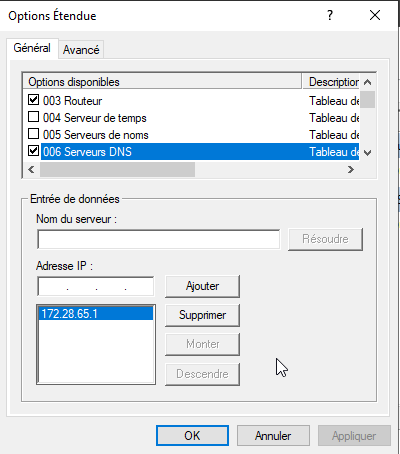 Options Étendue
?
Général
Avancé
Options disponibles
Description
003 Routeur
Tableau de
004 Serveur de temps
Tableau de
005 Serveurs de noms
Tableau de
006 Serveurs DNS
Tableau de
Entrée de données
Nom du serveur :
Résoudre
Adresse IP :
. . .
Ajouter
172.28.65.1
Supprimer
Monter
Descendre
OK
Annuler
Appliquer